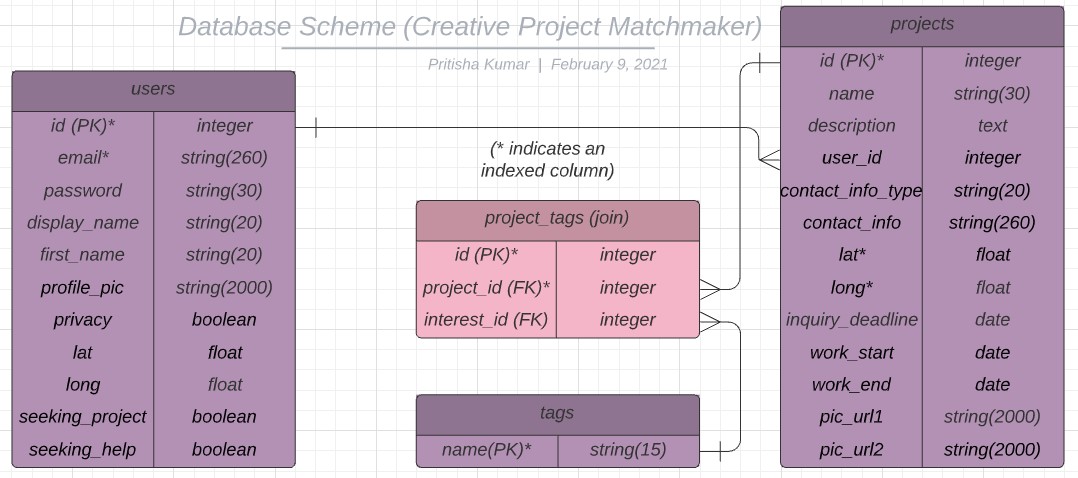 Database Scheme (Creative Project Matchmaker)
Pritisha Kumar | February 9, 2021
users
id (PK)* integer
email* string(260)
password string(30)
display_name string(20)
first_name string(20)
profile_pic string(2000)
privacy boolean
lat float
long float
seeking_project boolean
seeking_help boolean
(* indicates an
indexed column)
project_tags (join)
id (PK)* integer
project_id (FK)* integer
interest_id (FK) integer
tags
name(PK)* string(15)
projects
id (PK)* integer
name string(30)
description text
user_id integer
contact_info_type string(20)
contact_info string(260)
lat* float
long* float
inquiry_deadline date
work_start date
work_end date
pic_url1 string(2000)
pic_url2 string(2000)